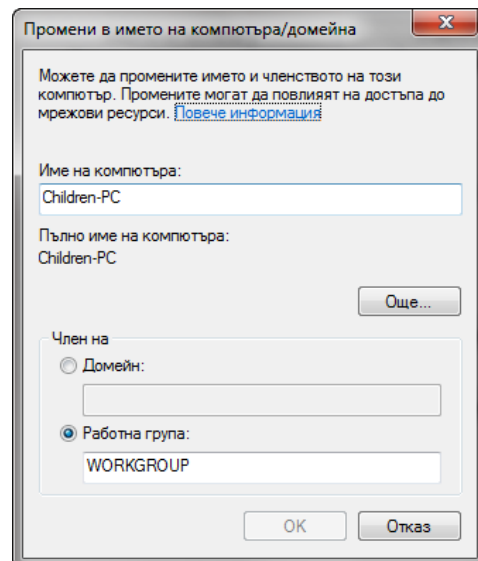 Промени в името на компютъра/домейна
Можете да промените името и членството на този
компютър. Промените могат да повлияят на достъпа до
мрежови ресурси. Повече информация
Име на компютъра:
Children-PC
Пълно име на компютъра:
Children-PC
Още...
Член на
Домейн:
Работна група:
WORKGROUP
OK
Отказ